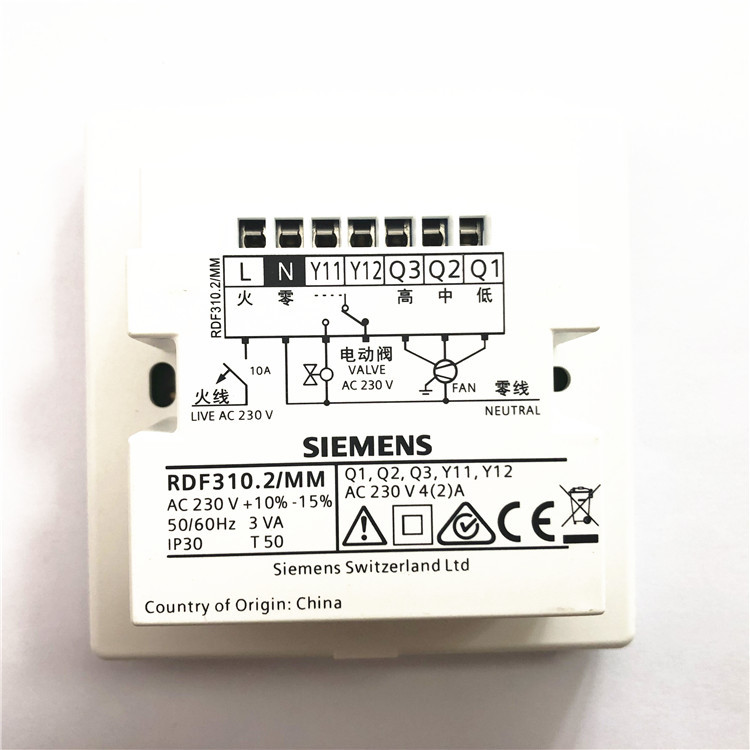 RDF310.2/MM
L N Y11 Y12 Q3 Q2 Q1
火 零 高 中 低
10A
火线
LIVE AC 230 V
电动阀
VALVE
AC 230 V
FAN
零线
NEUTRAL
SIEMENS
RDF310.2/MM
AC 230 V +10% -15%
50/60Hz 3 VA
IP30 T 50
Q1, Q2, Q3, Y11, Y12
AC 230 V 4(2)A
CE
Siemens Switzerland Ltd
Country of Origin: China